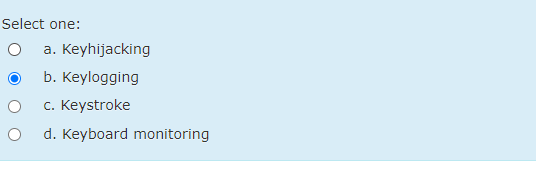 Select one:
a. Keyhijacking
b. Keylogging
c. Keystroke
d. Keyboard monitoring